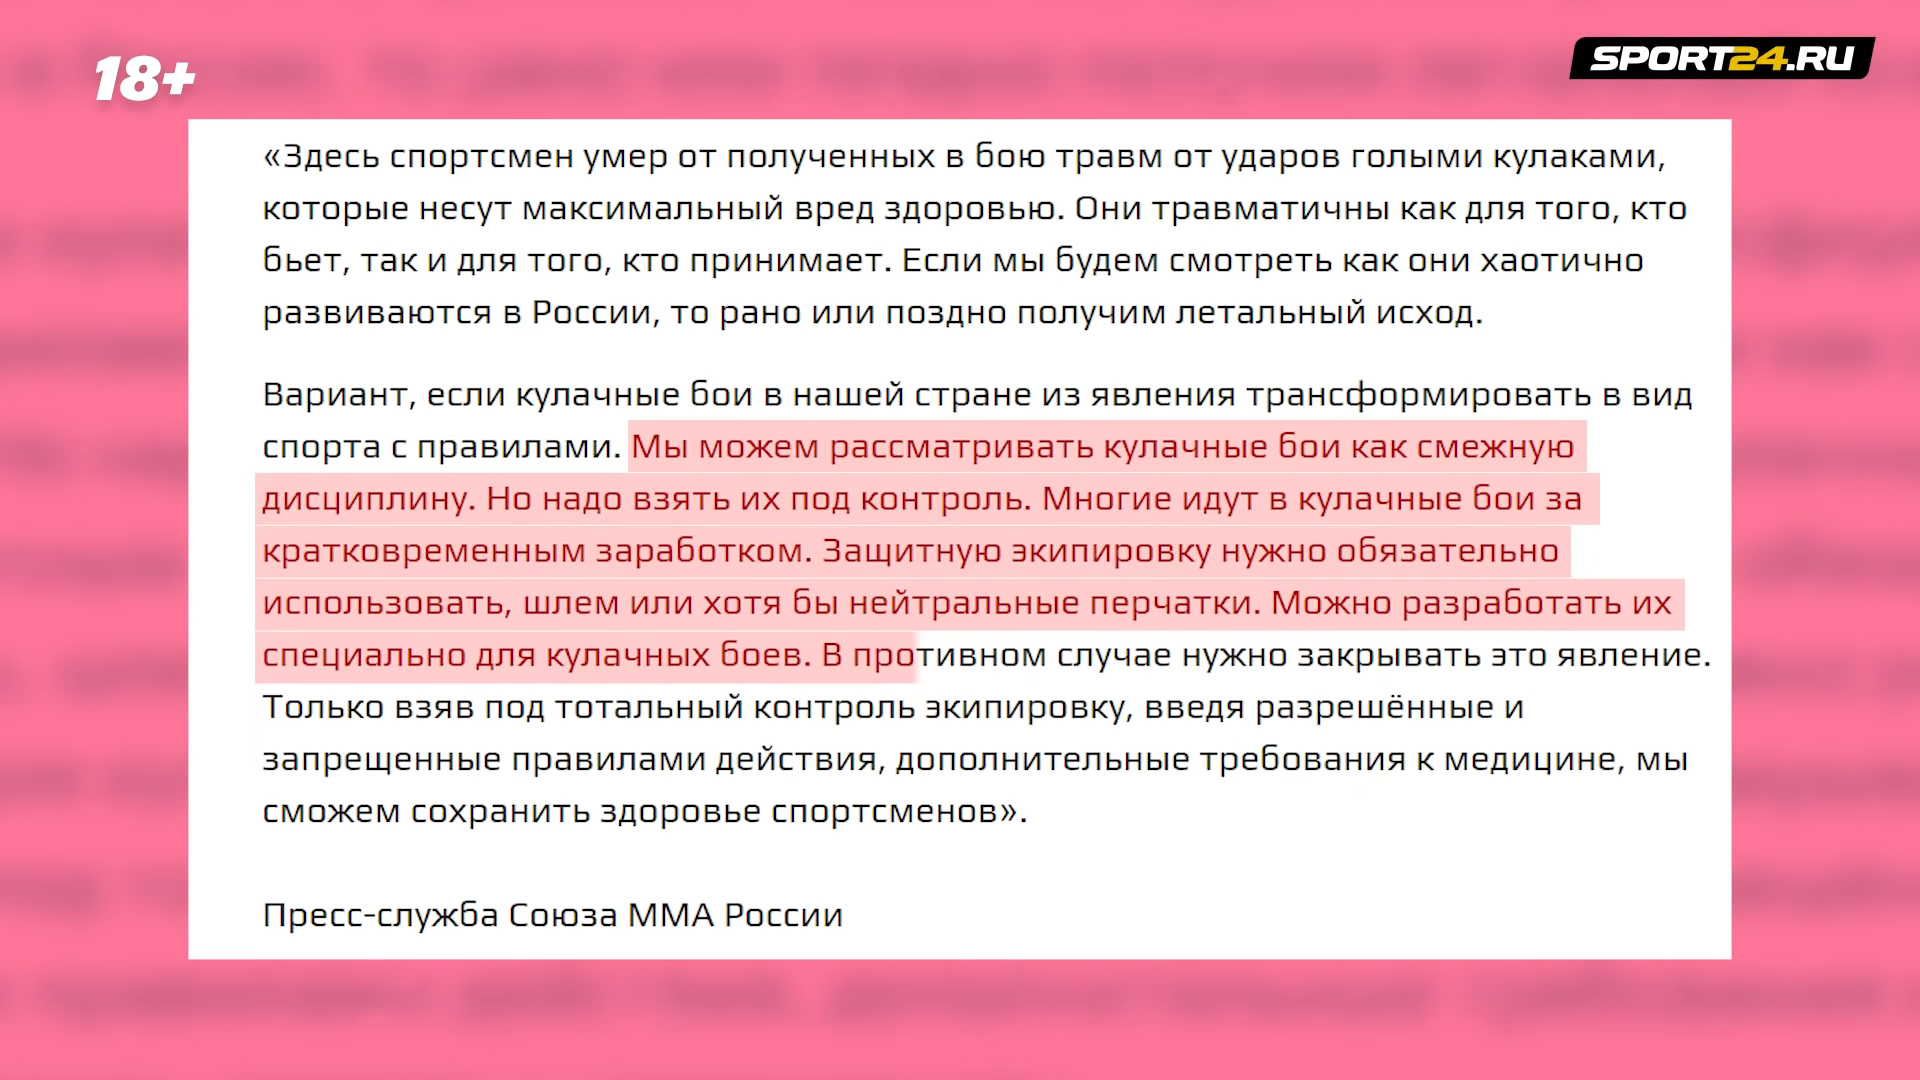 18+
SPORT24.RU
«Здесь спортсмен умер от полученных в бою травм от ударов голыми кулаками,
которые несут максимальный вред здоровью. Они травматичны как для того, кто
бьет, так и для того, кто принимает. Если мы будем смотреть как они хаотично
развиваются в России, то рано или поздно получим летальный исход.
Вариант, если кулачные бои в нашей стране из явления трансформировать в вид
спорта с правилами. Мы можем рассматривать кулачные бои как смежную
дисциплину. Но надо взять их под контроль. Многие идут в кулачные бои за
кратковременным заработком. Защитную экипировку нужно обязательно
использовать, шлем или хотя бы нейтральные перчатки. Можно разработать их
специально для кулачных боев. В противном случае нужно закрывать это явление.
Только взяв под тотальный контроль экипировку, введя разрешённые и
запрещенные правилами действия, дополнительные требования к медицине, мы
сможем сохранить здоровье спортсменов».
Пресс-служба Союза ММА России